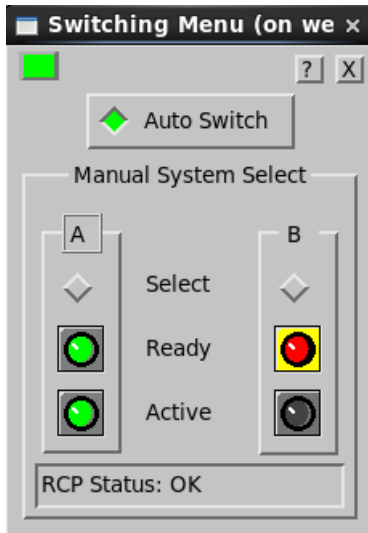 Switching Menu (on we ×
? X
Auto Switch
Manual System Select
A B
Select
Ready
Active
RCP Status: OK